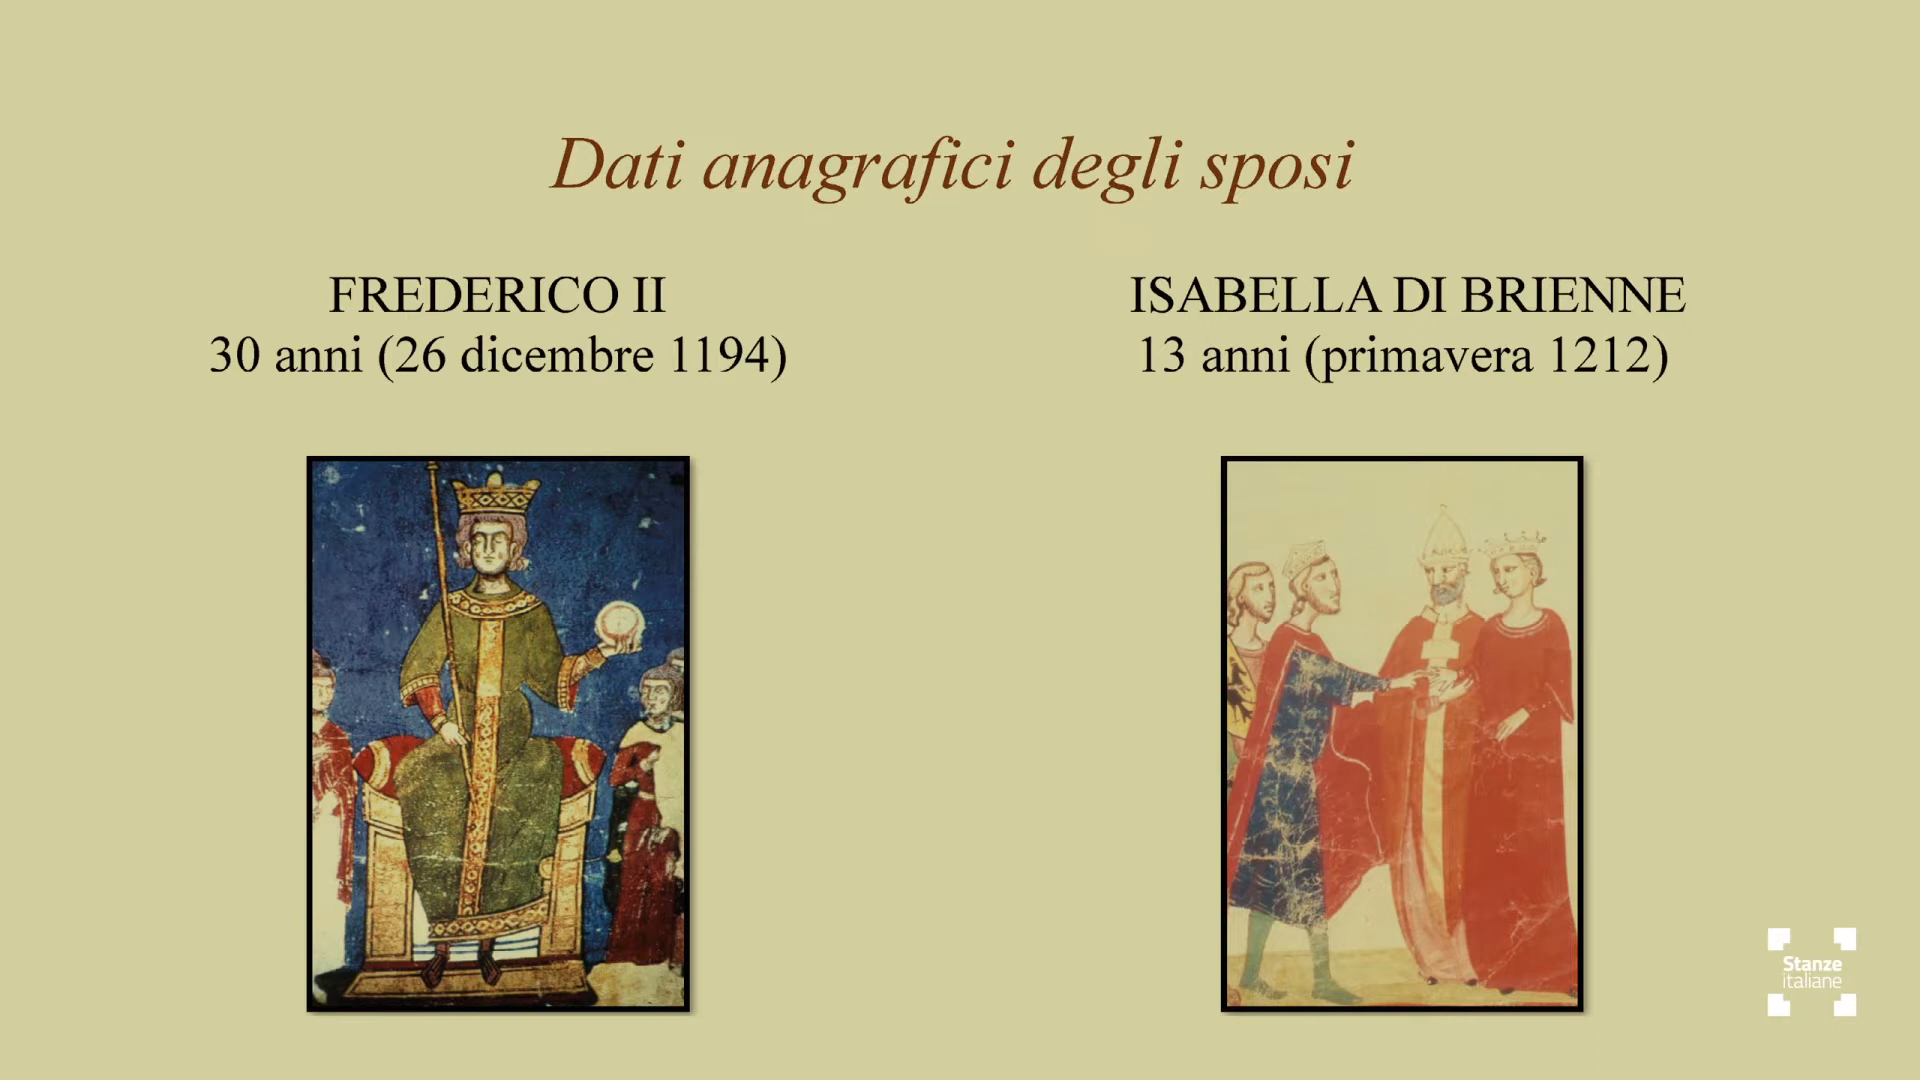 Dati anagrafici degli sposi
FREDERICO II
30 anni (26 dicembre 1194)
ISABELLA DI BRIENNE
13 anni (primavera 1212)
Stanze
italiane